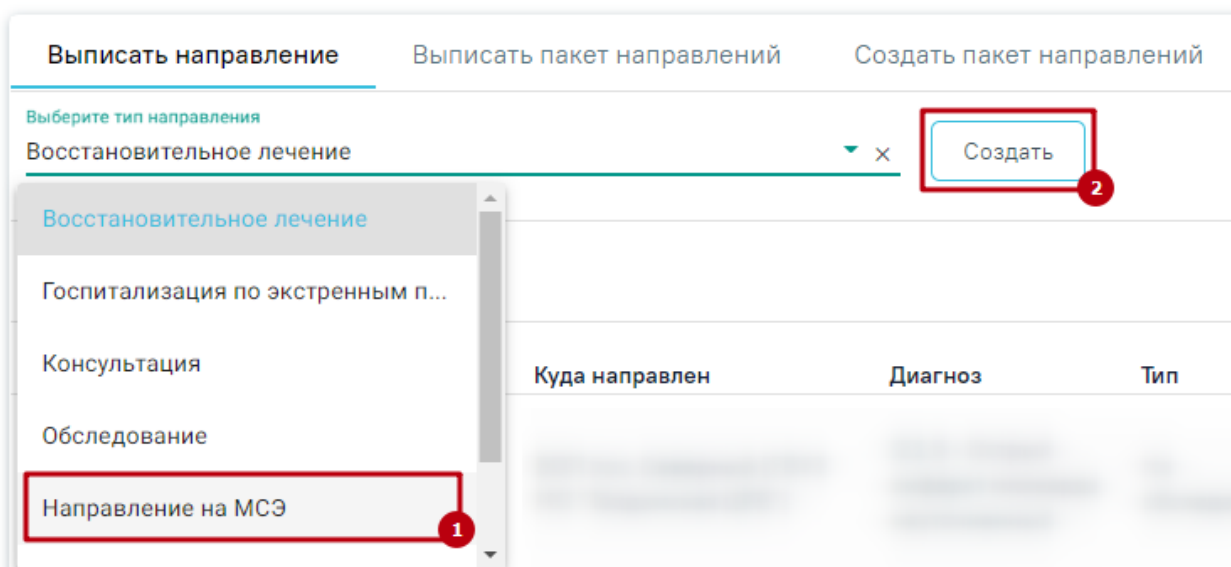 Выписать направление Выписать пакет направлений Создать пакет направлений
Выберите тип направления
Восстановительное лечение
Создать
2
Восстановительное лечение
Госпитализация по экстренным п...
Консультация
Куда направлен Диагноз Тип
Обследование
Направление на МСЭ
1